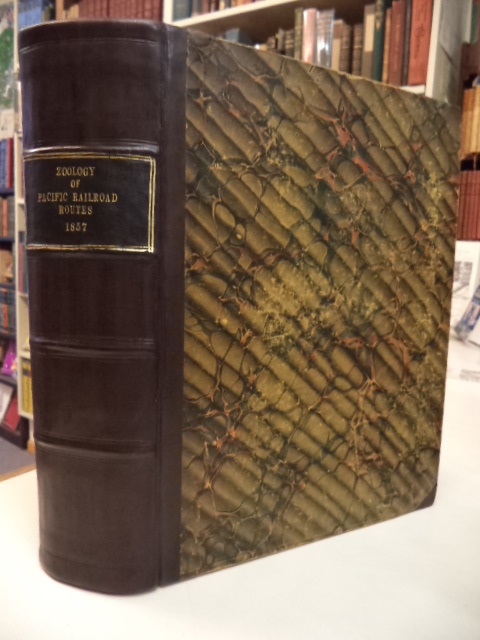 ZOOLOGY
OF
PACIFIC RAILROAD
ROUTES
1857